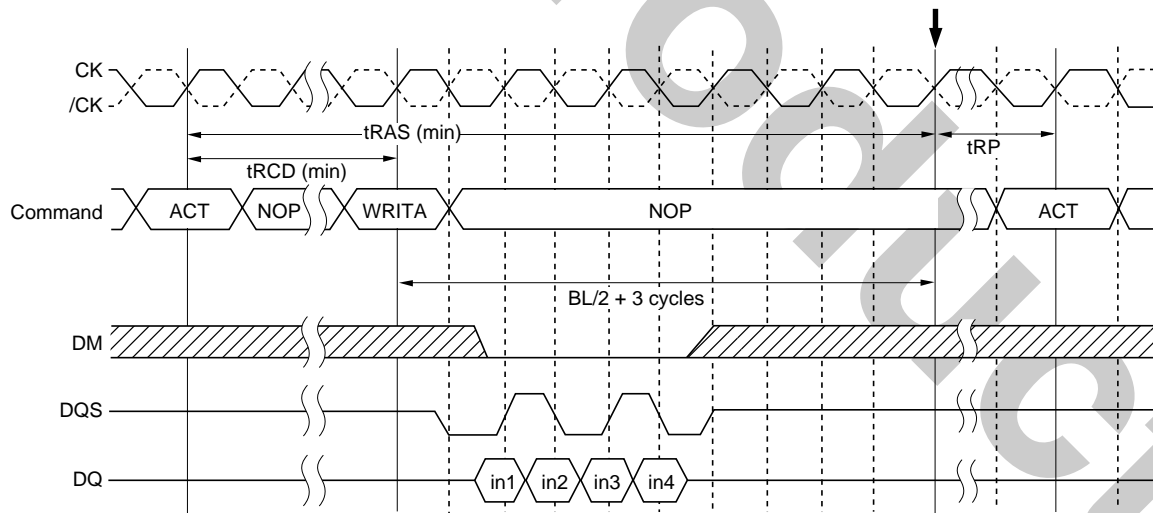 CK
/CK
tRAS (min)
tRCD (min)
tRP
Command ACT NOP WRITA NOP ACT
BL/2 + 3 cycles
DM
DQS
DQ in1 in2 in3 in4